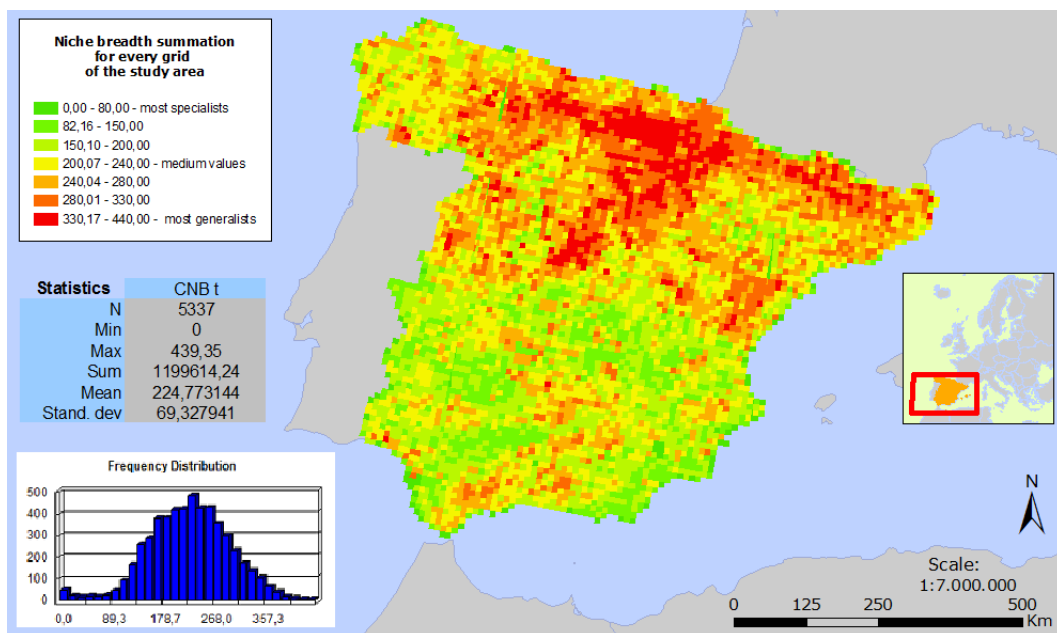 Niche breadth summation
for every grid
of the study area
0,00 - 80,00 - most specialists
82,16 - 150,00
150,10 - 200,00
200,07 - 240,00 - medium values
240,04 - 280,00
280,01 - 330,00
330,17 - 440,00 - most generalists
Statistics CNB t
N 5337
Min 0
Max 439,35
Sum 1199614,24
Mean 224,773144
Stand. dev 69,327941
Frequency Distribution
500
400
300
200
100
0
0,0 89,3 178,7 268,0 357,3
N
Scale:
1:7.000.000
0 125 250 500
Km